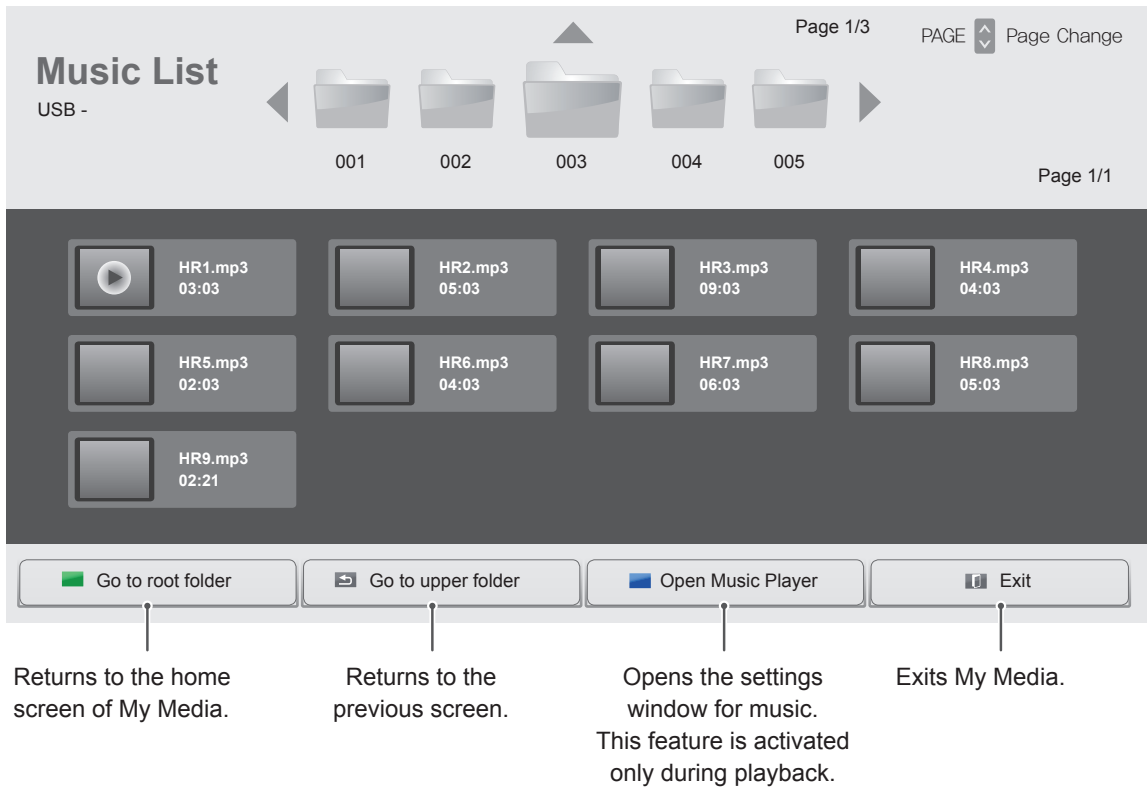 Page 1/3
PAGE Page Change
Music List
USB -
001 002 003 004 005
Page 1/1
HR1.mp3
03:03
HR2.mp3
05:03
HR3.mp3
09:03
HR4.mp3
04:03
HR5.mp3
02:03
HR6.mp3
04:03
HR7.mp3
06:03
HR8.mp3
05:03
HR9.mp3
02:21
Go to root folder
Go to upper folder
Open Music Player
Exit
Returns to the home
screen of My Media.
Returns to the
previous screen.
Opens the settings
window for music.
This feature is activated
only during playback.
Exits My Media.